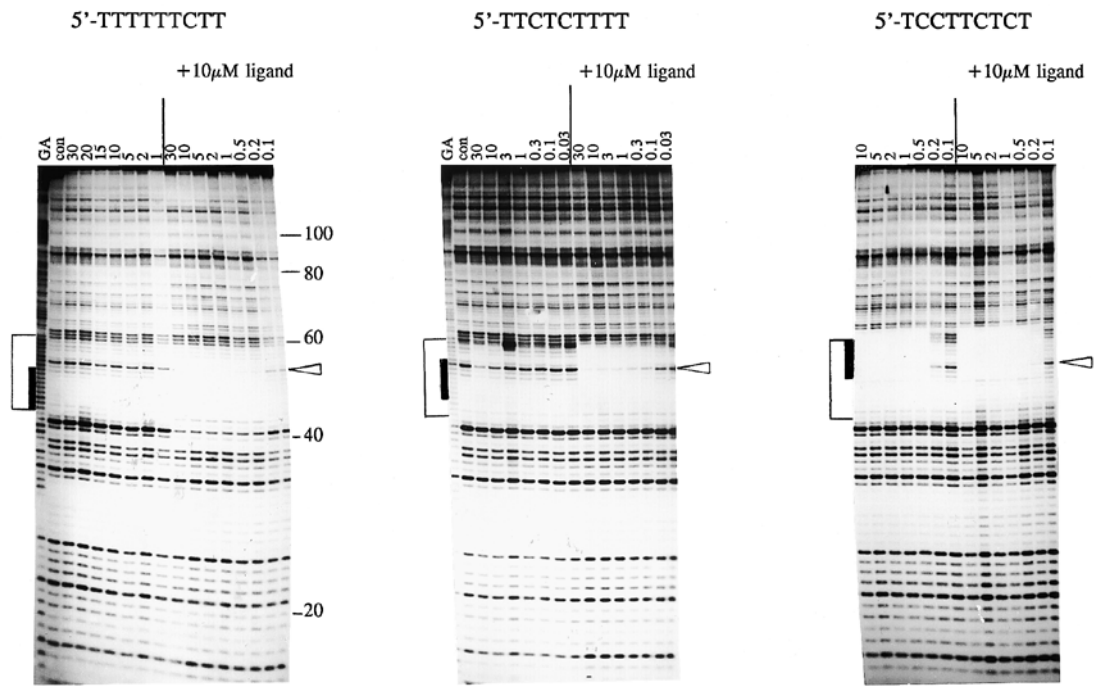 5'-TTTTTTCTT 5'-TTCTCTTTT 5'-TCCTTCTCT
+10μM ligand +10μM ligand +10μM ligand
GA con 30 20 15 10 5 2 1 30 10 5 2 1 0.5 0.2 0.1
GA con 30 10 3 1 0.3 0.1 0.03 30 10 3 1 0.3 0.1 0.03
10 5 2 1 0.5 0.2 0.1 10 5 2 1 0.5 0.2 0.1
100
80
60
40
20